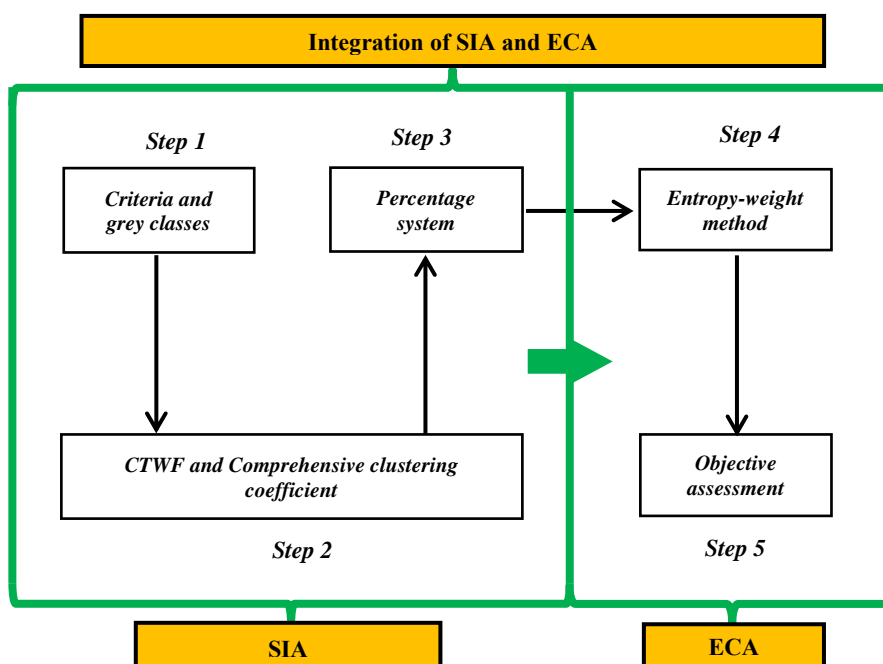 Integration of SIA and ECA
Step 1
Criteria and
grey classes
CTWF and Comprehensive clustering
coefficient
Step 2
Step 3
Percentage
system
Step 4
Entropy-weight
method
Objective
assessment
Step 5
SIA
ECA